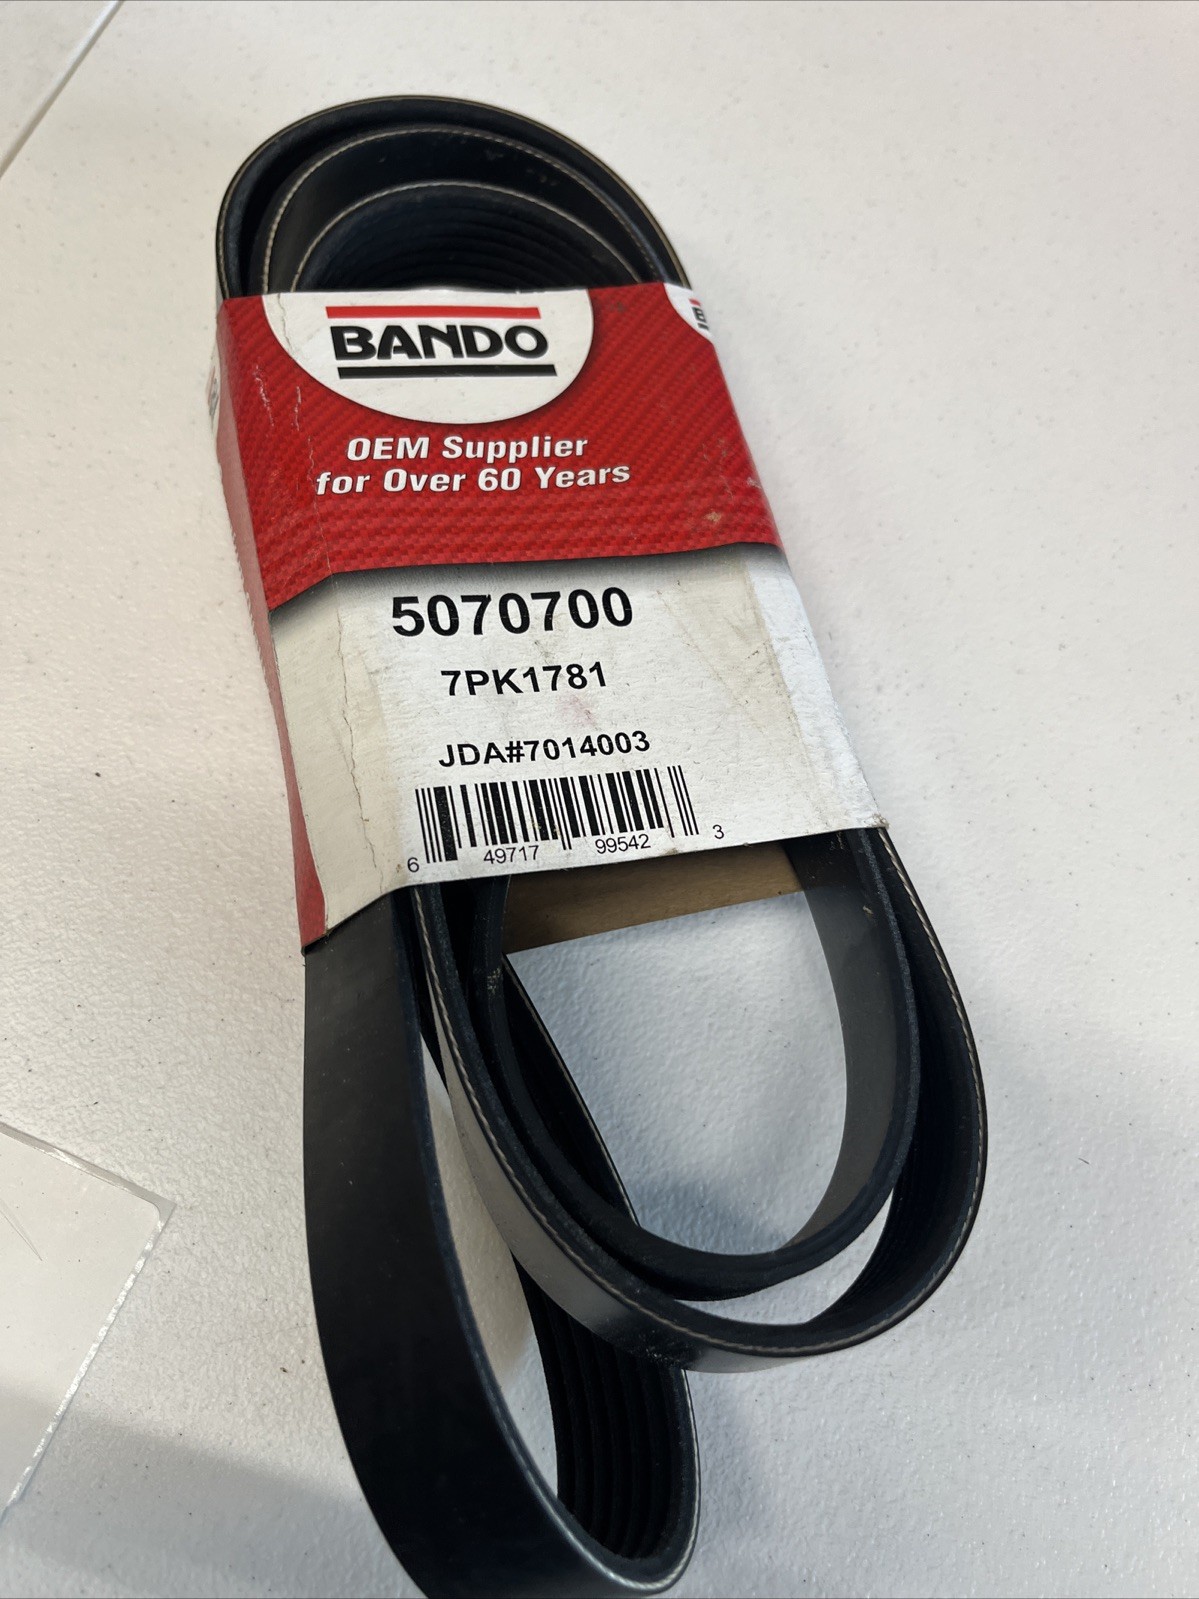 BANDO
OEM Supplier
for Over 60 Years
5070700
7PK1781
JDA#7014003
6 49717 99542 3